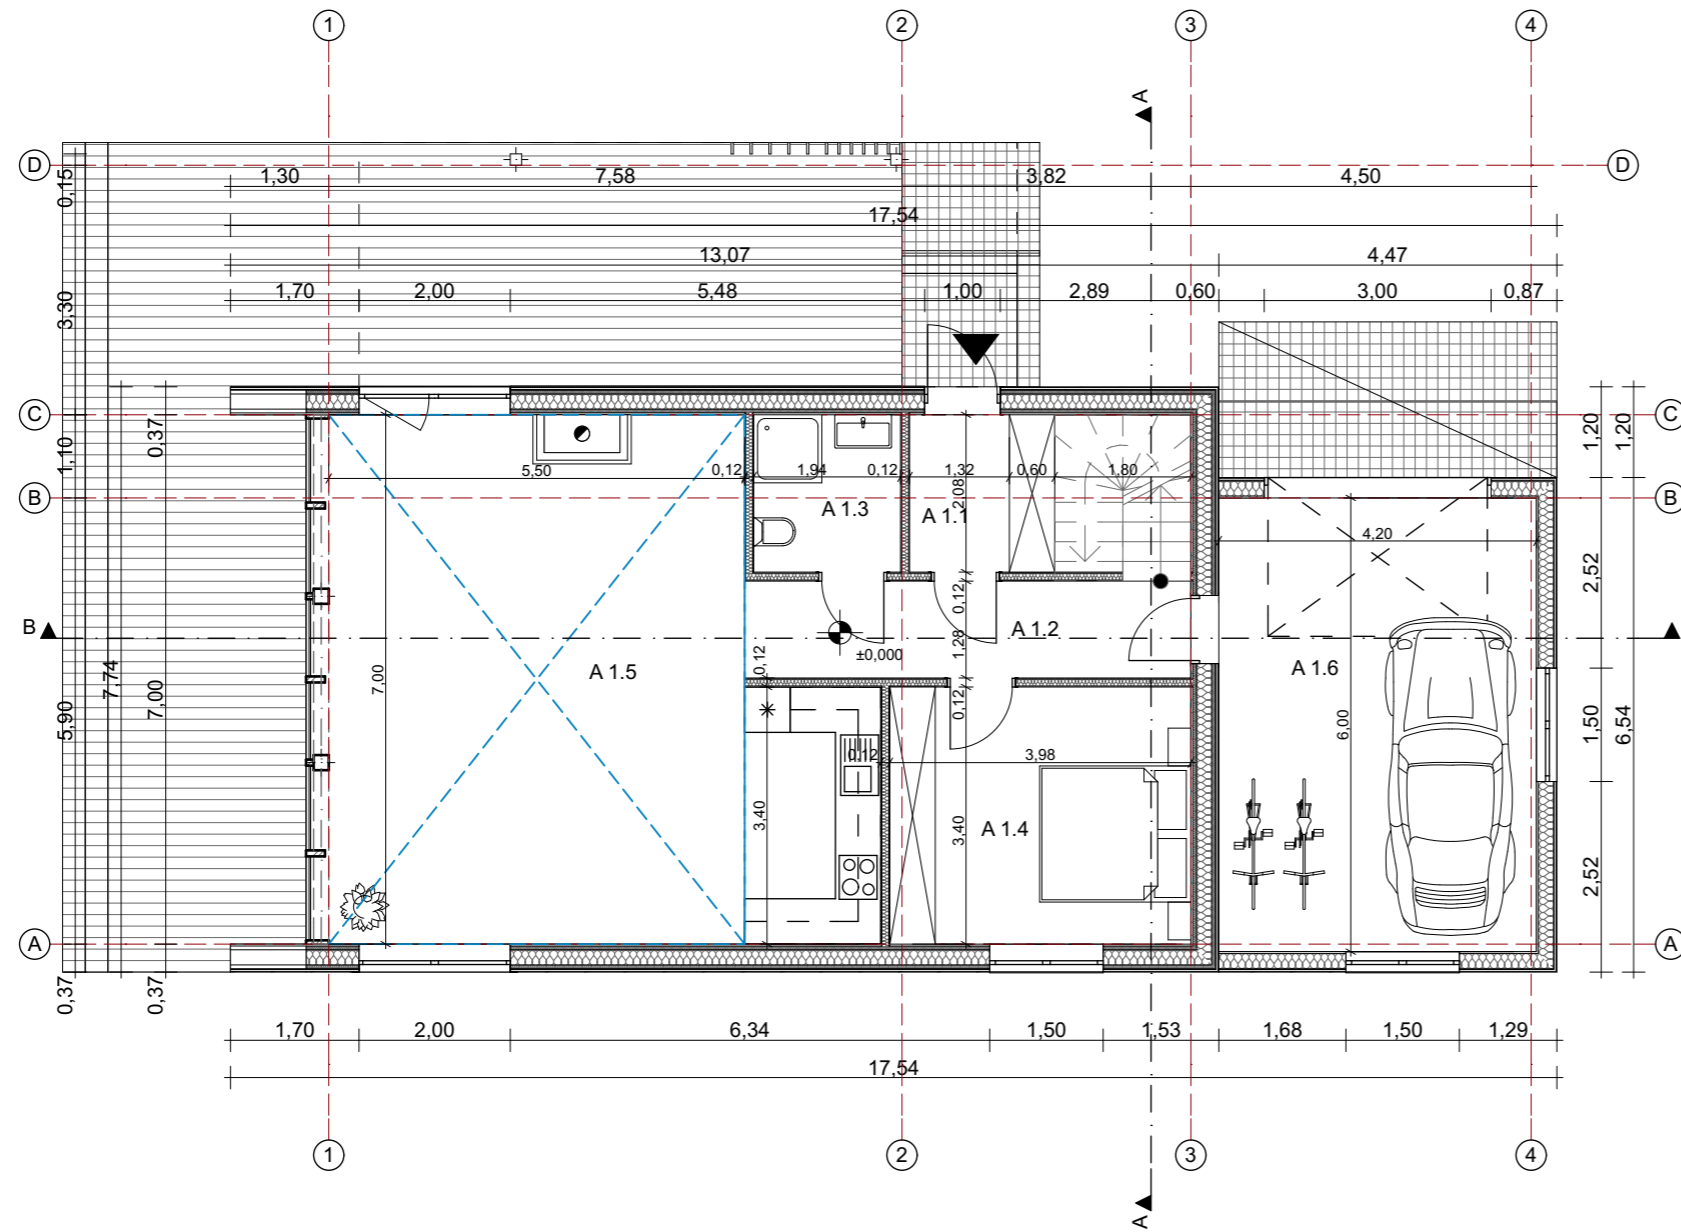 1 2 3 4
A
D D
0,15 1,30 7,58 3,82 4,50
17,54
13,07 4,47
3,30 1,70 2,00 5,48 1,00 2,89 0,60 3,00 0,87
C C
1,10 0,37 1,20 1,20
5,50 0,12 1,94 0,12 1,32 0,60 1,80
2,08
B B
A 1.3 A 1.1
4,20
2,52
0,12
B A 1.2
±0,000 1,28
0,12
A 1.5 A 1.6
7,74 7,00 7,00
5,90 0,12 6,00 1,50 6,54
0,12 3,98
3,40 3,40 A 1.4
2,52
A A
0,37 0,37
1,70 2,00 6,34 1,50 1,53 1,68 1,50 1,29
17,54
1 2 3 4
A